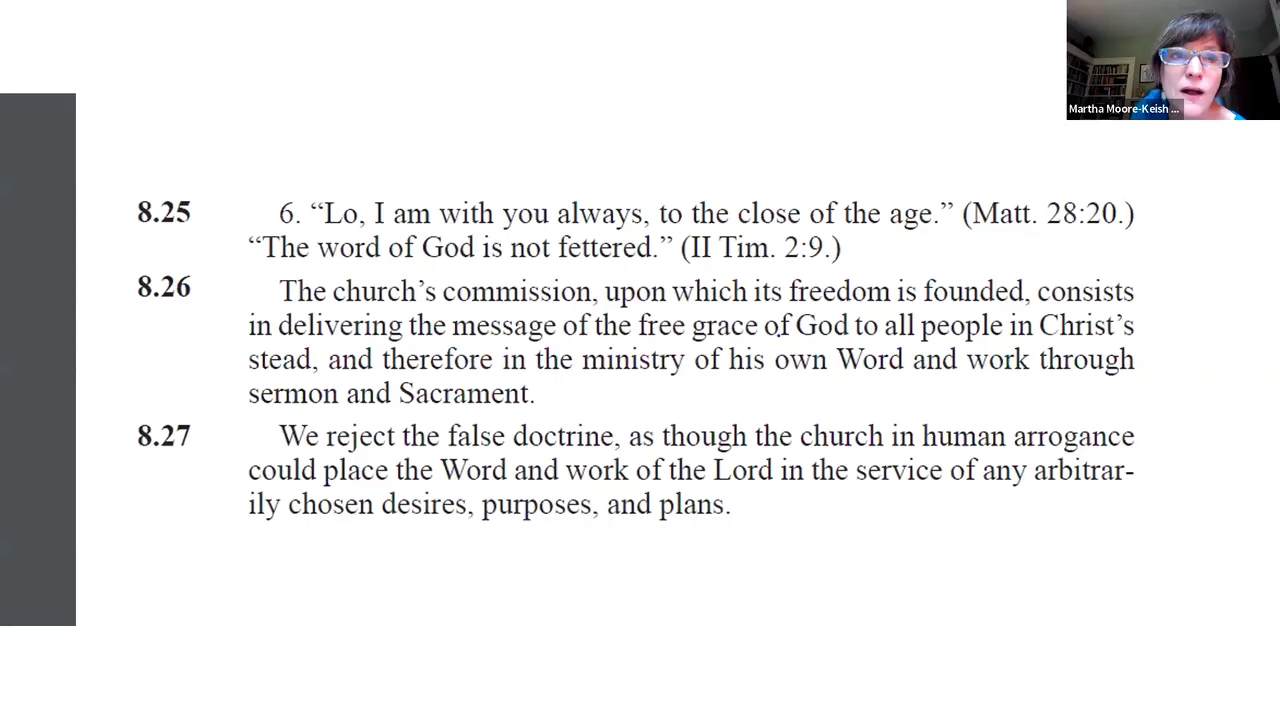 Martha Moore-Keish ...
8.25 6. “Lo, I am with you always, to the close of the age.” (Matt. 28:20.)
“The word of God is not fettered.” (II Tim. 2:9.)
8.26 The church’s commission, upon which its freedom is founded, consists
in delivering the message of the free grace of God to all people in Christ’s
stead, and therefore in the ministry of his own Word and work through
sermon and Sacrament.
8.27 We reject the false doctrine, as though the church in human arrogance
could place the Word and work of the Lord in the service of any arbitrar-
ily chosen desires, purposes, and plans.